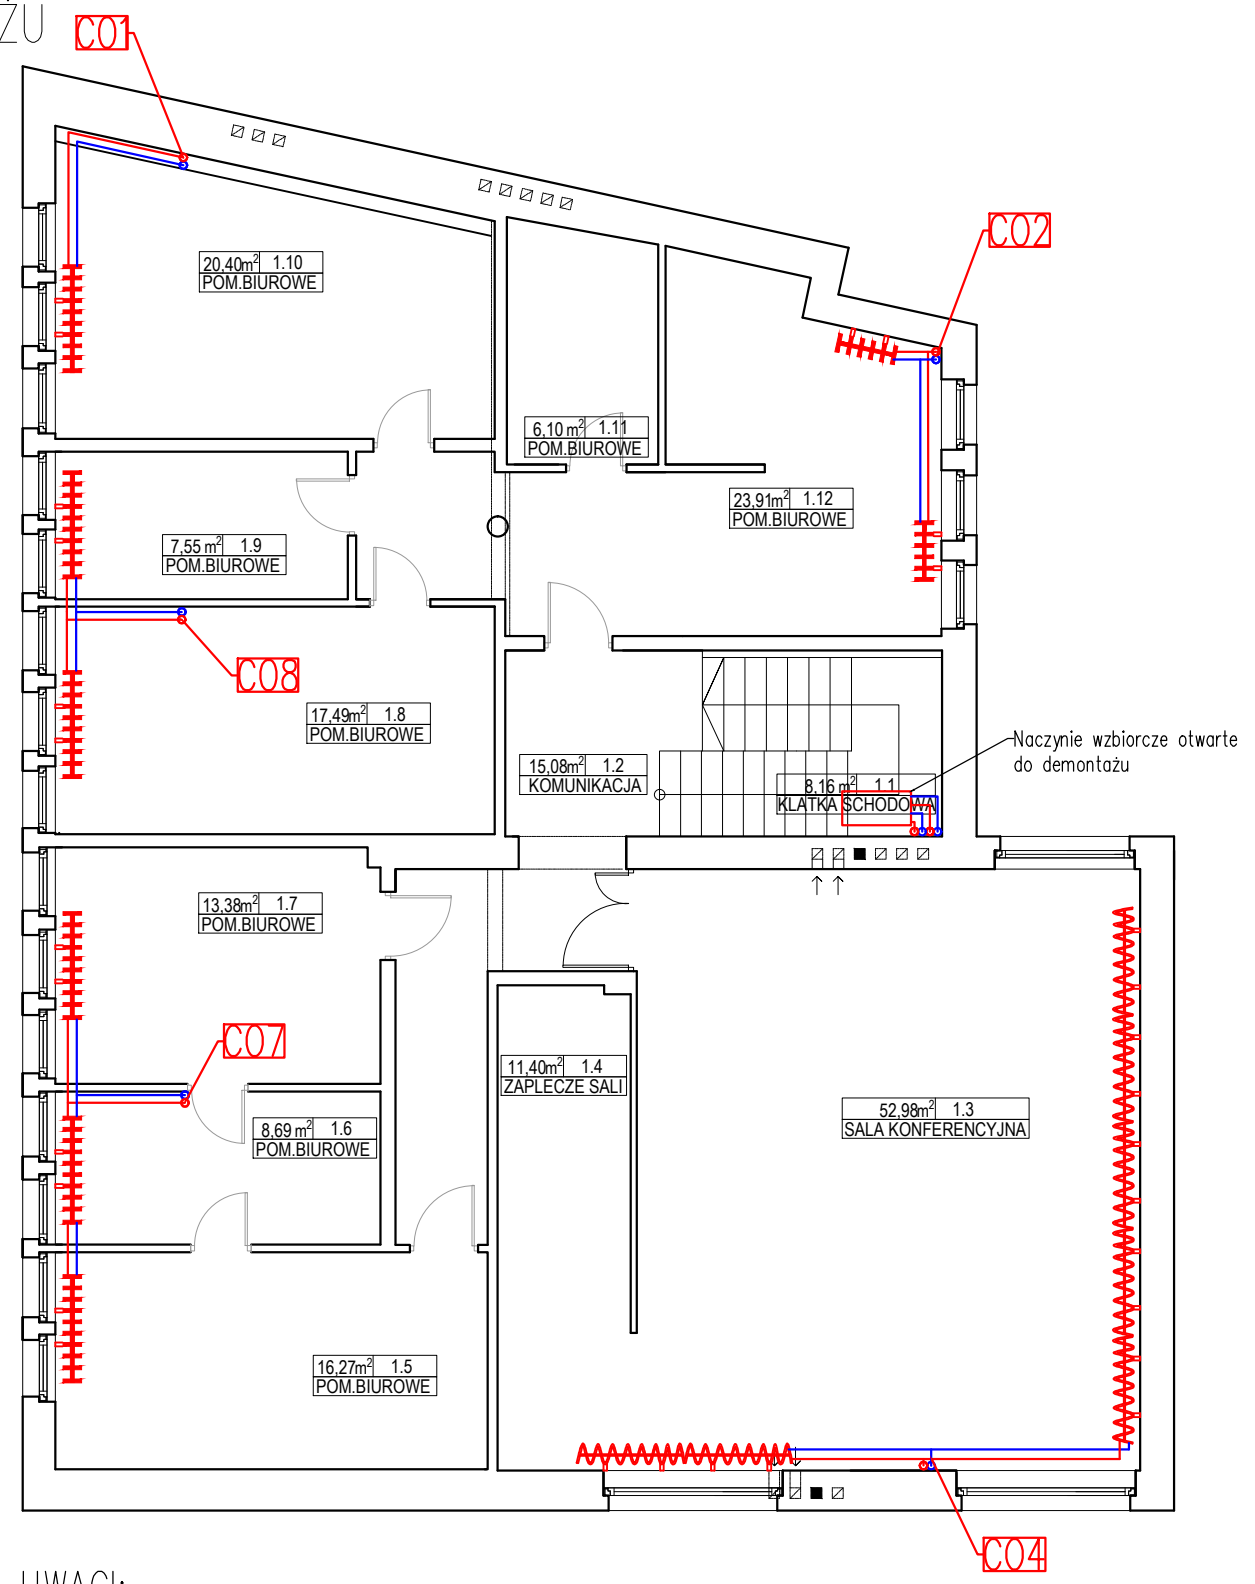 CO1
CO2
20,40m² 1.10
POM.BIUROWE
6,10 m² 1.11
POM.BIUROWE
23,91m² 1.12
POM.BIUROWE
7,55 m² 1.9
POM.BIUROWE
CO8
17,49m² 1.8
POM.BIUROWE
15,08m² 1.2
KOMUNIKACJA
Naczynie wzbiorcze otwarte
do demontażu
8,16 m² 1.1
KLATKA SCHODOWA
13,38m² 1.7
POM.BIUROWE
CO7
11,40m² 1.4
ZAPLECZE SALI
8,69 m² 1.6
POM.BIUROWE
52,98m² 1.3
SALA KONFERENCYJNA
16,27m² 1.5
POM.BIUROWE
CO4
UWAGI: